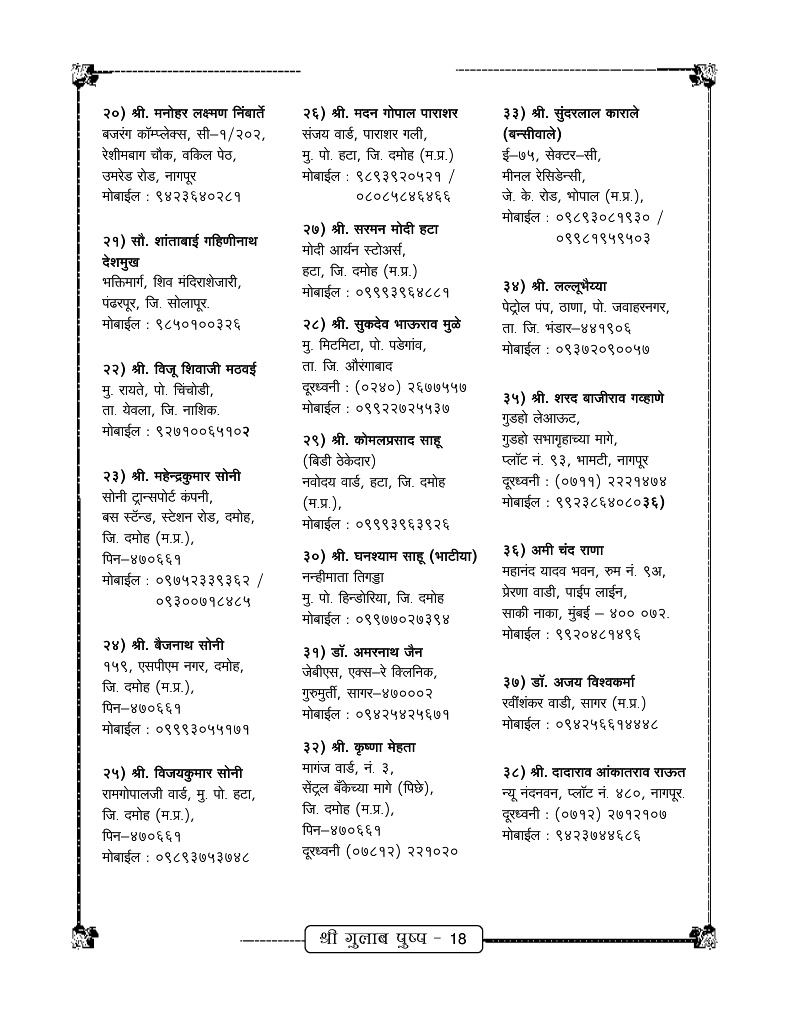 २०) श्री. मनोहर लक्ष्मण निंबार्ते
बजरंग कॉम्प्लेक्स, सी–१/२०२,
रेशीमबाग चौक, वकिल पेठ,
उमरेड रोड, नागपूर
मोबाईल : ९४२३६४०२८१
२१) सौ. शांताबाई गहिणीनाथ
देशमुख
भक्तिमार्ग, शिव मंदिराशेजारी,
पंढरपूर, जि. सोलापूर.
मोबाईल : ९८५०१००३२६
२२) श्री. विजू शिवाजी मठवई
मु. रायते, पो. चिंचोडी,
ता. येवला, जि. नाशिक.
मोबाईल : ९२७१००६५१०२
२३) श्री. महेन्द्रकुमार सोनी
सोनी ट्रान्सपोर्ट कंपनी,
बस स्टॅन्ड, स्टेशन रोड, दमोह,
जि. दमोह (म.प्र.),
पिन–४७०६६१
मोबाईल : ०९७५२३३९३६२ /
०९३००७१८४८५
२४) श्री. बैजनाथ सोनी
१५९, एसपीएम नगर, दमोह,
जि. दमोह (म.प्र.),
पिन–४७०६६१
मोबाईल : ०९९९३०५५१७१
२५) श्री. विजयकुमार सोनी
रामगोपालजी वार्ड, मु. पो. हटा,
जि. दमोह (म.प्र.),
पिन–४७०६६१
मोबाईल : ०९८९३७५३७४८
२६) श्री. मदन गोपाल पाराशर
संजय वार्ड, पाराशर गली,
मु. पो. हटा, जि. दमोह (म.प्र.)
मोबाईल : ९८९३९२०५२१ /
०८०८५८४६४६६
२७) श्री. सरमन मोदी हटा
मोदी आर्यन स्टोअर्स,
हटा, जि. दमोह (म.प्र.)
मोबाईल : ०९९९३९६४८८१
२८) श्री. सुकदेव भाऊराव मुळे
मु. मिटमिटा, पो. पडेगांव,
ता. जि. औरंगाबाद
दूरध्वनी : (०२४०) २६७७५५७
मोबाईल : ०९९२२७२५५३७
२९) श्री. कोमलप्रसाद साहू
(बिडी ठेकेदार)
नवोदय वार्ड, हटा, जि. दमोह
(म.प्र.),
मोबाईल : ०९९९३९६३९२६
३०) श्री. घनश्याम साहू (भाटीया)
नन्हीमाता तिगड्डा
मु. पो. हिन्डोरिया, जि. दमोह
मोबाईल : ०९९७७०२७३९४
३१) डॉ. अमरनाथ जैन
जेबीएस, एक्स–रे क्लिनिक,
गुरुमुर्ती, सागर–४७०००२
मोबाईल : ०९४२५४२५६७१
३२) श्री. कृष्णा मेहता
मागंज वार्ड, नं. ३,
सेंट्रल बँकेच्या मागे (पिछे),
जि. दमोह (म.प्र.),
पिन–४७०६६१
दूरध्वनी (०७८१२) २२१०२०
३३) श्री. सुंदरलाल काराले
(बन्सीवाले)
ई–७५, सेक्टर–सी,
मीनल रेसिडेन्सी,
जे. के. रोड, भोपाल (म.प्र.),
मोबाईल : ०९८९३०८१९३० /
०९९८१९५९५०३
३४) श्री. लल्लूभैय्या
पेट्रोल पंप, ठाणा, पो. जवाहरनगर,
ता. जि. भंडार–४४१९०६
मोबाईल : ०९३७२०९००५७
३५) श्री. शरद बाजीराव गव्हाणे
गुडहो लेआऊट,
गुडहो सभागृहाच्या मागे,
प्लॉट नं. ९३, भामटी, नागपूर
दूरध्वनी : (०७११) २२२१४७४
मोबाईल : ९९२३८६४०८०३६)
३६) अमी चंद राणा
महानंद यादव भवन, रुम नं. ९अ,
प्रेरणा वाडी, पाईप लाईन,
साकी नाका, मुंबई – ४०० ०७२.
मोबाईल : ९९२०४८१४९६
३७) डॉ. अजय विश्वकर्मा
रवींशंकर वाडी, सागर (म.प्र.)
मोबाईल : ०९४२५६६१४४४८
३८) श्री. दादाराव आंकातराव राऊत
न्यू नंदनवन, प्लॉट नं. ४८०, नागपूर.
दूरध्वनी : (०७१२) २७१२१०७
मोबाईल : ९४२३७४४६८६
श्री गुलाब पुष्प - 18